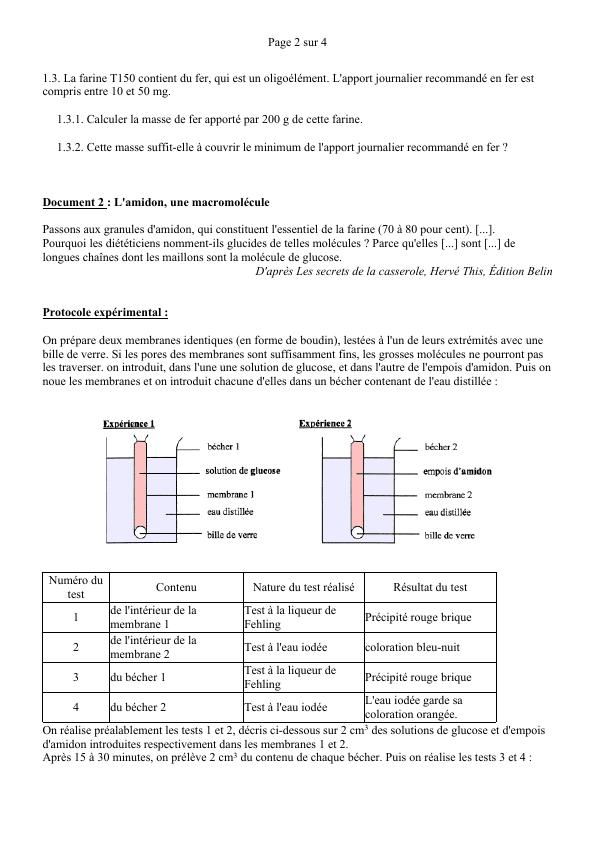 Page 2 sur 4
1.3. La farine T150 contient du fer, qui est un oligoélément. L'apport journalier recommandé en fer est
compris entre 10 et 50 mg.
1.3.1. Calculer la masse de fer apporté par 200 g de cette farine.
1.3.2. Cette masse suffit-elle à couvrir le minimum de l'apport journalier recommandé en fer ?
Document 2 : L'amidon, une macromolécule
Passons aux granules d'amidon, qui constituent l'essentiel de la farine (70 à 80 pour cent). [...].
Pourquoi les diététiciens nomment-ils glucides de telles molécules ? Parce qu'elles [...] sont [...] de
longues chaînes dont les maillons sont la molécule de glucose.
D'après Les secrets de la casserole, Hervé This, Édition Belin
Protocole expérimental :
On prépare deux membranes identiques (en forme de boudin), lestées à l'un de leurs extrémités avec une
bille de verre. Si les pores des membranes sont suffisamment fins, les grosses molécules ne pourront pas
les traverser. on introduit, dans l'une une solution de glucose, et dans l'autre de l'empois d'amidon. Puis on
noue les membranes et on introduit chacune d'elles dans un bécher contenant de l'eau distillée :
Expérience 1
bécher 1
solution de glucose
membrane 1
eau distillée
bille de verre
Expérience 2
bécher 2
empois d'amidon
membrane 2
eau distillée
bille de verre
Numéro du
test
Contenu
Nature du test réalisé
Résultat du test
1
de l'intérieur de la
membrane 1
Test à la liqueur de
Fehling
Précipité rouge brique
2
de l'intérieur de la
membrane 2
Test à l'eau iodée
coloration bleu-nuit
3
du bécher 1
Test à la liqueur de
Fehling
Précipité rouge brique
4
du bécher 2
Test à l'eau iodée
L'eau iodée garde sa
coloration orangée.
On réalise préalablement les tests 1 et 2, décris ci-dessous sur 2 cm³ des solutions de glucose et d'empois
d'amidon introduites respectivement dans les membranes 1 et 2.
Après 15 à 30 minutes, on prélève 2 cm³ du contenu de chaque bécher. Puis on réalise les tests 3 et 4 :